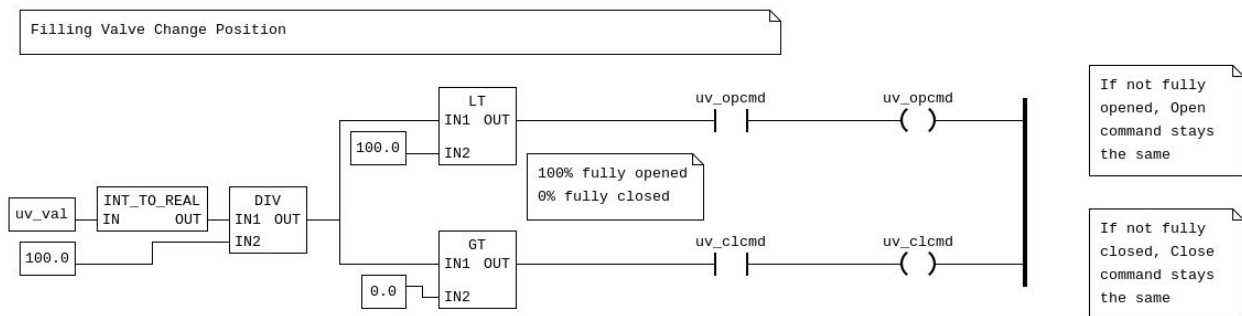 Filling Valve Change Position
LT
IN1 OUT
IN2
100.0
uv_opcmd
uv_opcmd
If not fully
opened, Open
command stays
the same
100% fully opened
0% fully closed
uv_val
INT_TO_REAL
IN OUT
100.0
DIV
IN1 OUT
IN2
GT
IN1 OUT
IN2
0.0
uv_clcmd
uv_clcmd
If not fully
closed, Close
command stays
the same